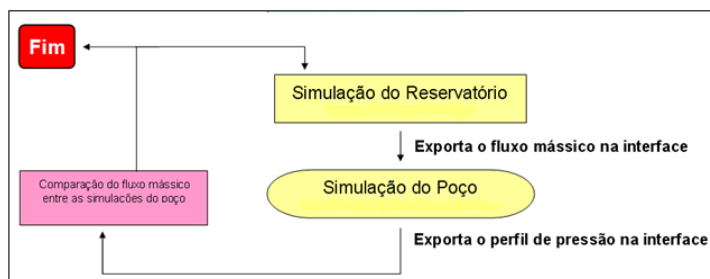 Fim
Simulação do Reservatório
Exporta o fluxo mássico na interface
Simulação do Poço
Comparação do fluxo mássico
entre as simulações do poço
Exporta o perfil de pressão na interface